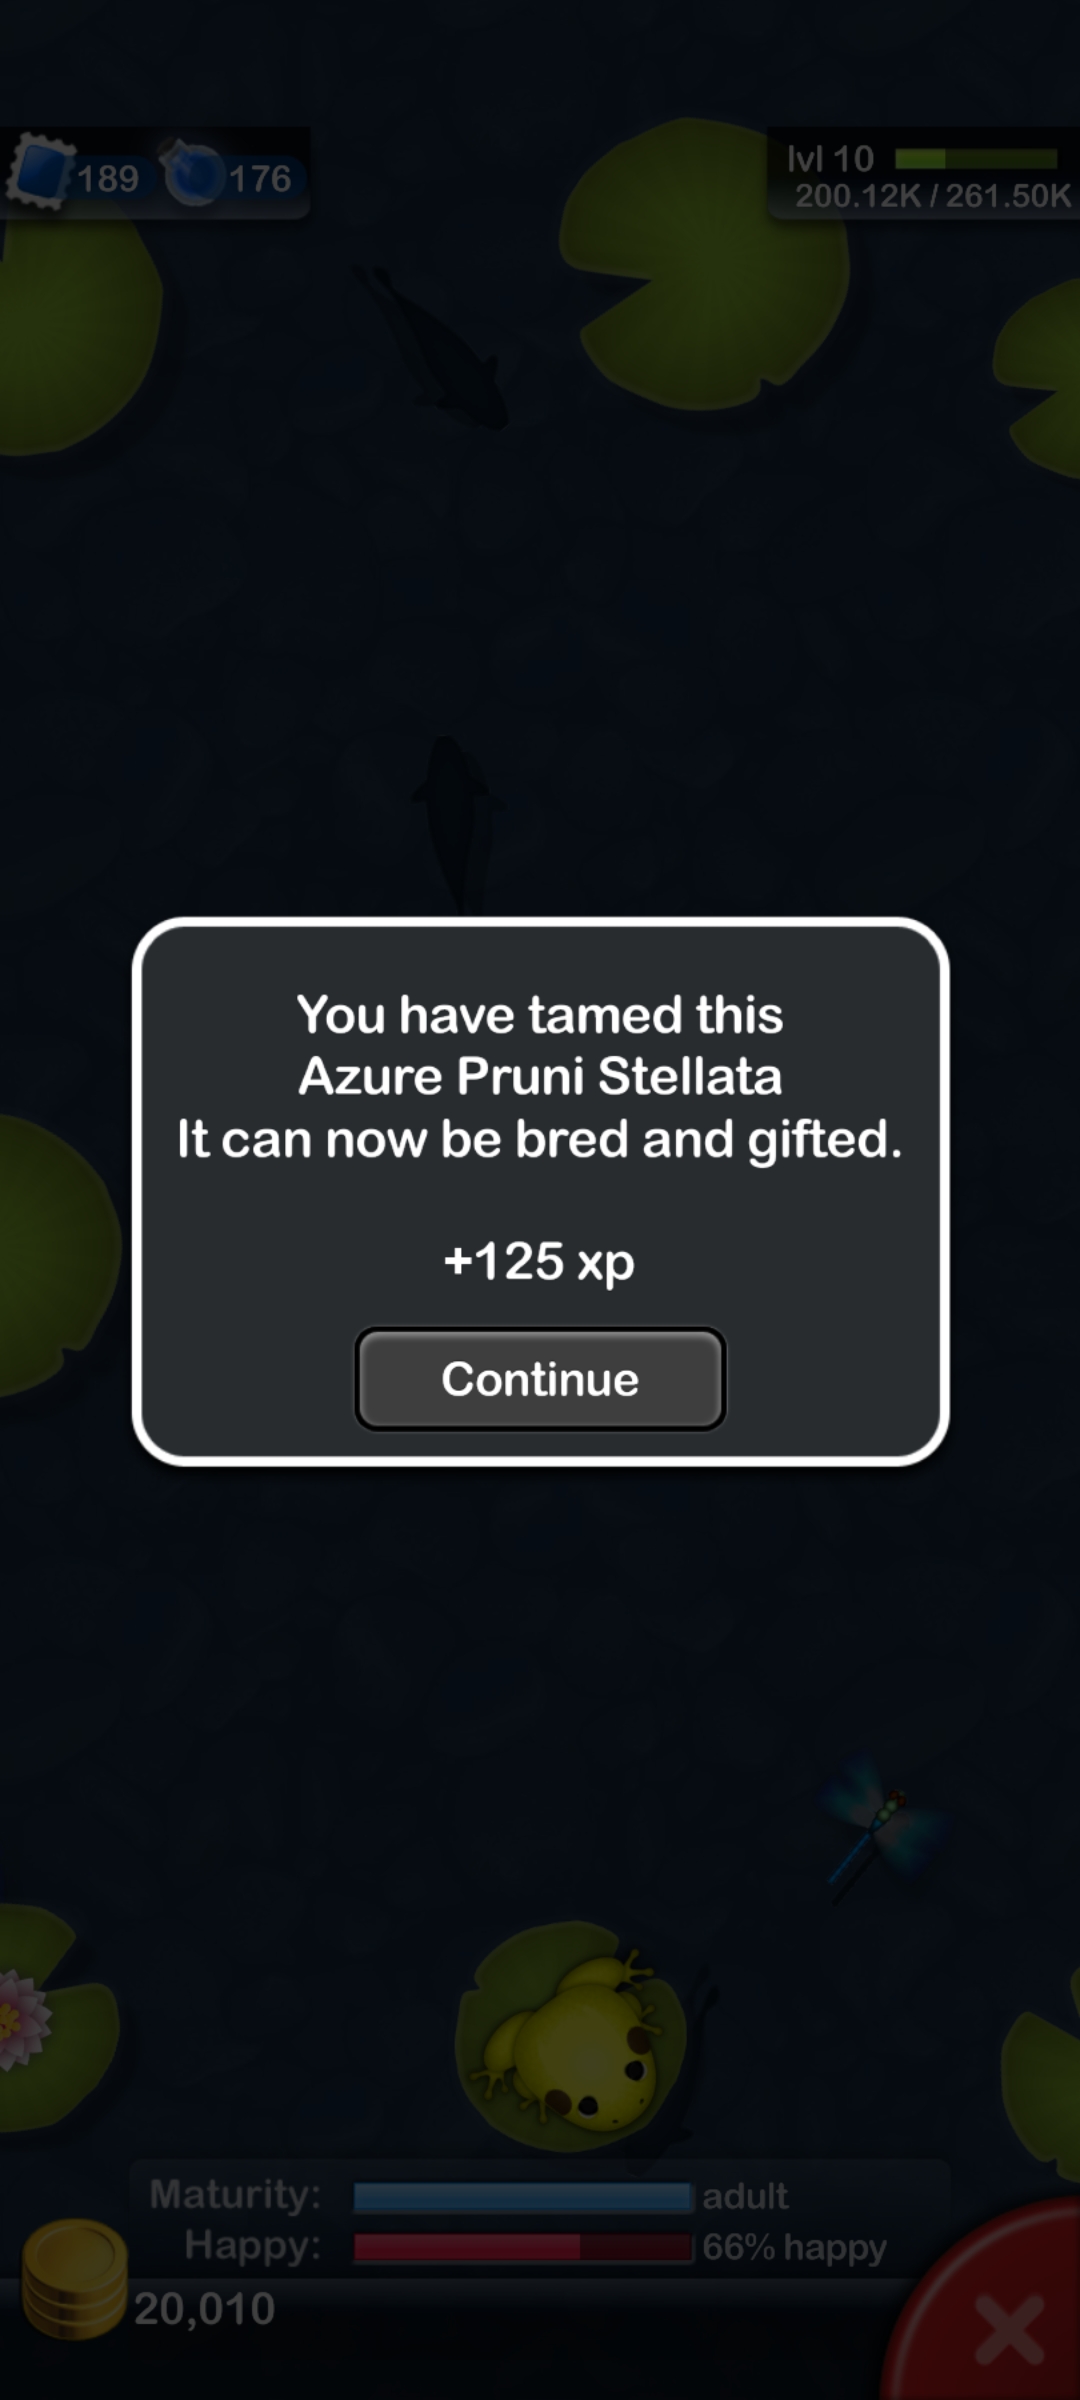 189 176
lvl 10
200.12K / 261.50K
You have tamed this
Azure Pruni Stellata
It can now be bred and gifted.
+125 xp
Continue
Maturity: adult
Happy: 66% happy
20,010